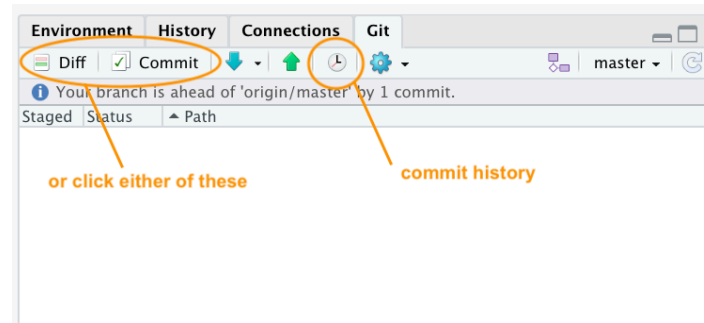 Environment History Connections Git
Diff Commit master
Your branch is ahead of 'origin/master' by 1 commit.
Staged Status Path
or click either of these
commit history